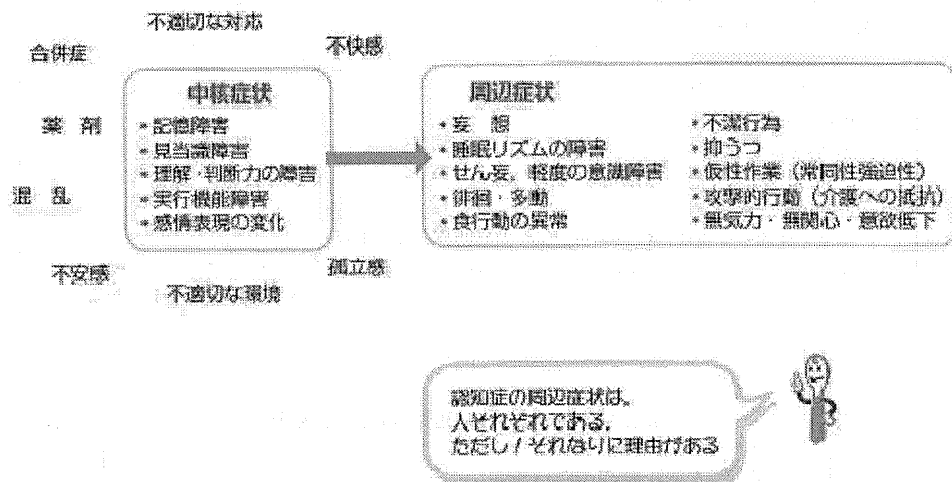 不適切な対応
合併症
不快感
中核症状
周辺症状
薬 剤
・記憶障害
・見当識障害
・理解・判断力の障害
・実行機能障害
・感情表現の変化
・妄 想
・睡眠リズムの障害
・せん妄，軽度の意識障害
・徘徊・多動
・食行動の異常
・不潔行為
・抑うつ
・仮性作業（常同性強迫性）
・攻撃的行動（介護への抵抗）
・無気力・無関心・意欲低下
混 乱
不安感
孤立感
不適切な環境
認知症の周辺症状は，
人それぞれである．
ただし！それなりに理由がある